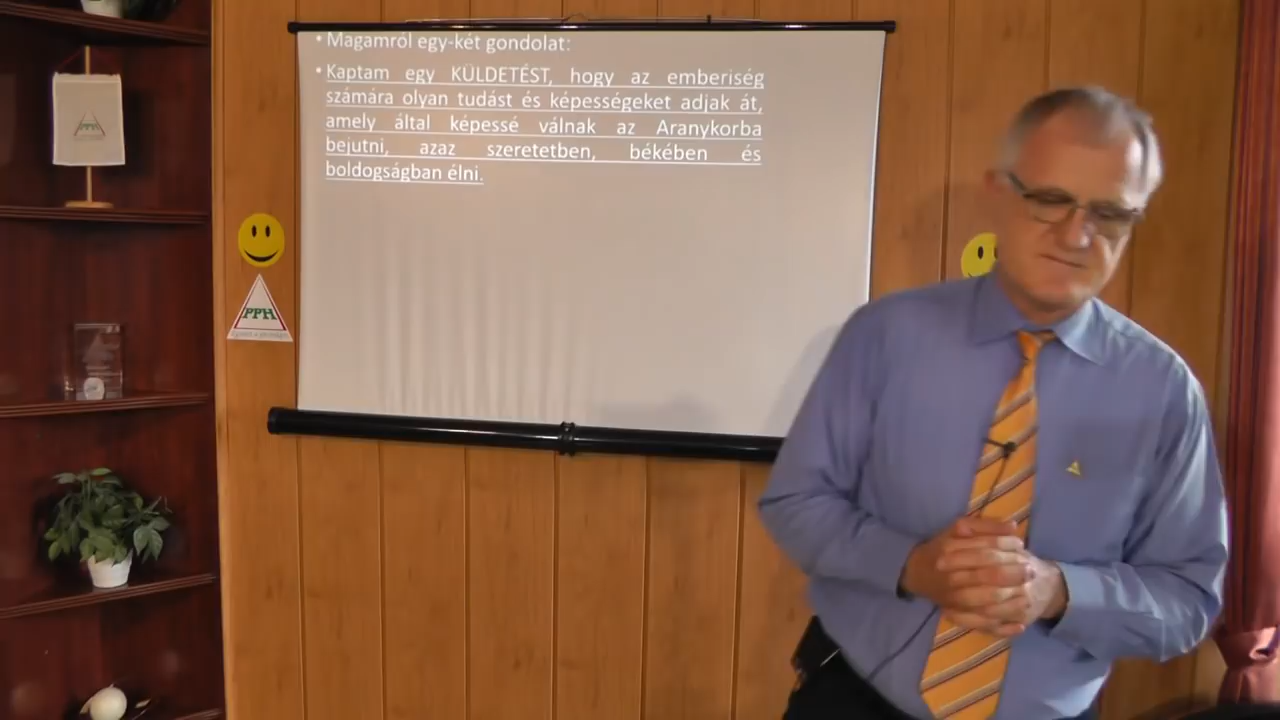 • Magamról egy-két gondolat:
• Kaptam egy KÜLDETÉST, hogy az emberiség
számára olyan tudást és képességeket adjak át,
amely által képessé válnak az Aranykorba
bejutni, azaz szeretetben, békében és
boldogságban élni.
PPH
PPH